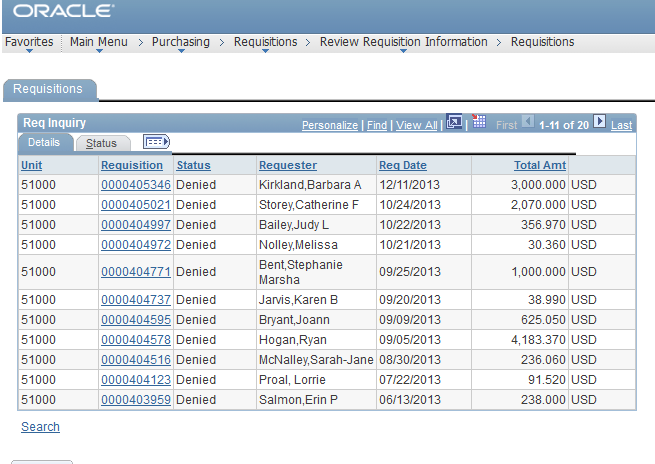 ORACLE
Favorites Main Menu > Purchasing > Requisitions > Review Requisition Information > Requisitions
Requisitions
Req Inquiry Personalize | Find | View All | | First 1-11 of 20 Last
Details Status
Unit Requisition Status Requester Req Date Total Amt
51000 0000405346 Denied Kirkland,Barbara A 12/11/2013 3,000.000 USD
51000 0000405021 Denied Storey,Catherine F 10/24/2013 2,070.000 USD
51000 0000404997 Denied Bailey,Judy L 10/22/2013 356.970 USD
51000 0000404972 Denied Nolley,Melissa 10/21/2013 30.360 USD
51000 0000404771 Denied Bent,Stephanie Marsha 09/25/2013 1,000.000 USD
51000 0000404737 Denied Jarvis,Karen B 09/20/2013 38.990 USD
51000 0000404595 Denied Bryant,Joann 09/09/2013 625.050 USD
51000 0000404578 Denied Hogan,Ryan 09/05/2013 4,183.370 USD
51000 0000404516 Denied McNalley,Sarah-Jane 08/30/2013 236.060 USD
51000 0000404123 Denied Proal, Lorrie 07/22/2013 91.520 USD
51000 0000403959 Denied Salmon,Erin P 06/13/2013 238.000 USD
Search